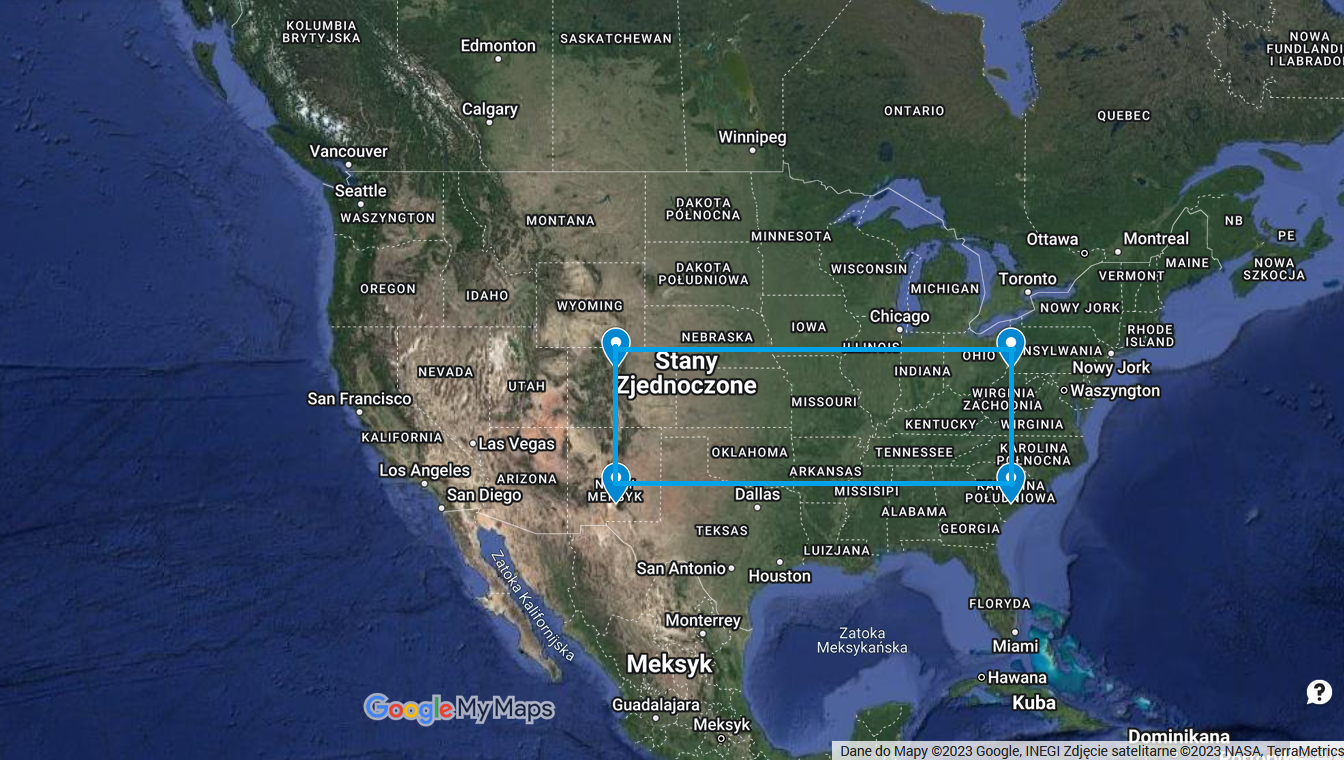 KOLUMBIA
BRYTYJSKA
Edmonton
SASKATCHEWAN
NOWA
FUNDLANDI
I LABRADO
Calgary
ONTARIO
QUEBEC
Winnipeg
Vancouver
Seattle
WASZYNGTON
MONTANA
DAKOTA
PÓŁNOCNA
MINNESOTA
NB
PE
Ottawa
Montreal
OREGON
IDAHO
WYOMING
DAKOTA
POŁUDNIOWA
WISCONSIN
MICHIGAN
Toronto
VERMONT
MAINE
NOWA
SZKOCJA
NOWY JORK
Chicago
IOWA
NEBRASKA
ILLINOIS
OHIO
NSYLWANIA
RHODE
ISLAND
Stany
Zjednoczone
NEVADA
UTAH
INDIANA
Nowy Jork
Waszyngton
San Francisco
MISSOURI
WIRGINIA
ZACHODNIA
KENTUCKY
WIRGINIA
KALIFORNIA
Las Vegas
OKLAHOMA
TENNESSEE
KAROLINA
PÓŁNOCNA
Los Angeles
ARIZONA
ARKANSAS
San Diego
MEKSYK
Dallas
MISSISIPI
POŁUDNIOWA
ALABAMA
GEORGIA
TEKSAS
LUIZJANA
San Antonio
Houston
Zatoka Kalifornijska
FLORYDA
Monterrey
Zatoka
Meksykańska
Miami
Meksyk
Hawana
Kuba
Google My Maps
Guadalajara
Meksyk
?
Dominikana
Dane do Mapy ©2023 Google, INEGI Zdjęcie satelitarne ©2023 NASA, TerraMetrics